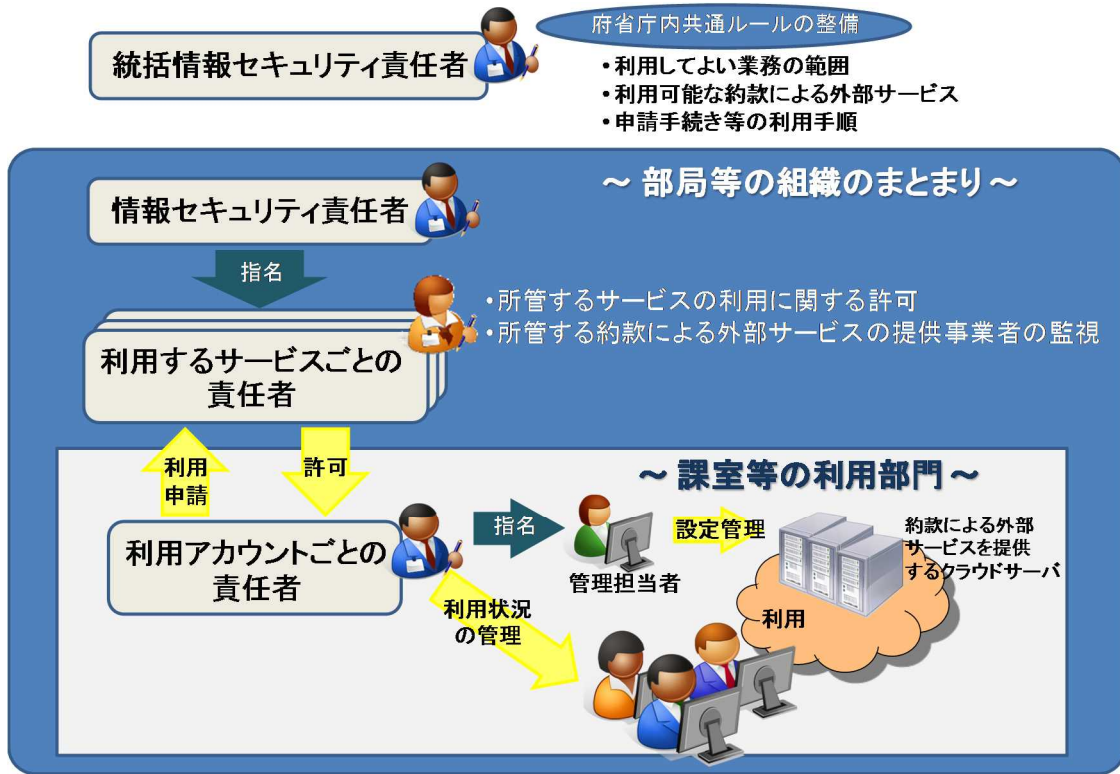 府省庁内共通ルールの整備
統括情報セキュリティ責任者
・利用してよい業務の範囲
・利用可能な約款による外部サービス
・申請手続き等の利用手順
~ 部局等の組織のまとまり ~
情報セキュリティ責任者
指名
・所管するサービスの利用に関する許可
・所管する約款による外部サービスの提供事業者の監視
利用するサービスごとの
責任者
利用
申請
許可
~ 課室等の利用部門 ~
利用アカウントごとの
責任者
指名
管理担当者
設定管理
約款による外部
サービスを提供
するクラウドサーバ
利用状況
の管理
利用